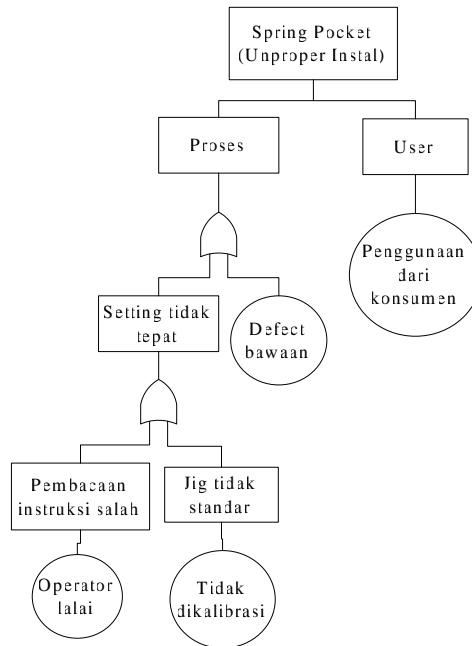 Spring Pocket
(Unproper Instal)
Proses
User
Penggunaan
dari
konsumen
Setting tidak
tepat
Defect
bawaan
Pembacaan
instruksi salah
Jig tidak
standar
Operator
lalai
Tidak
dikalibrasi